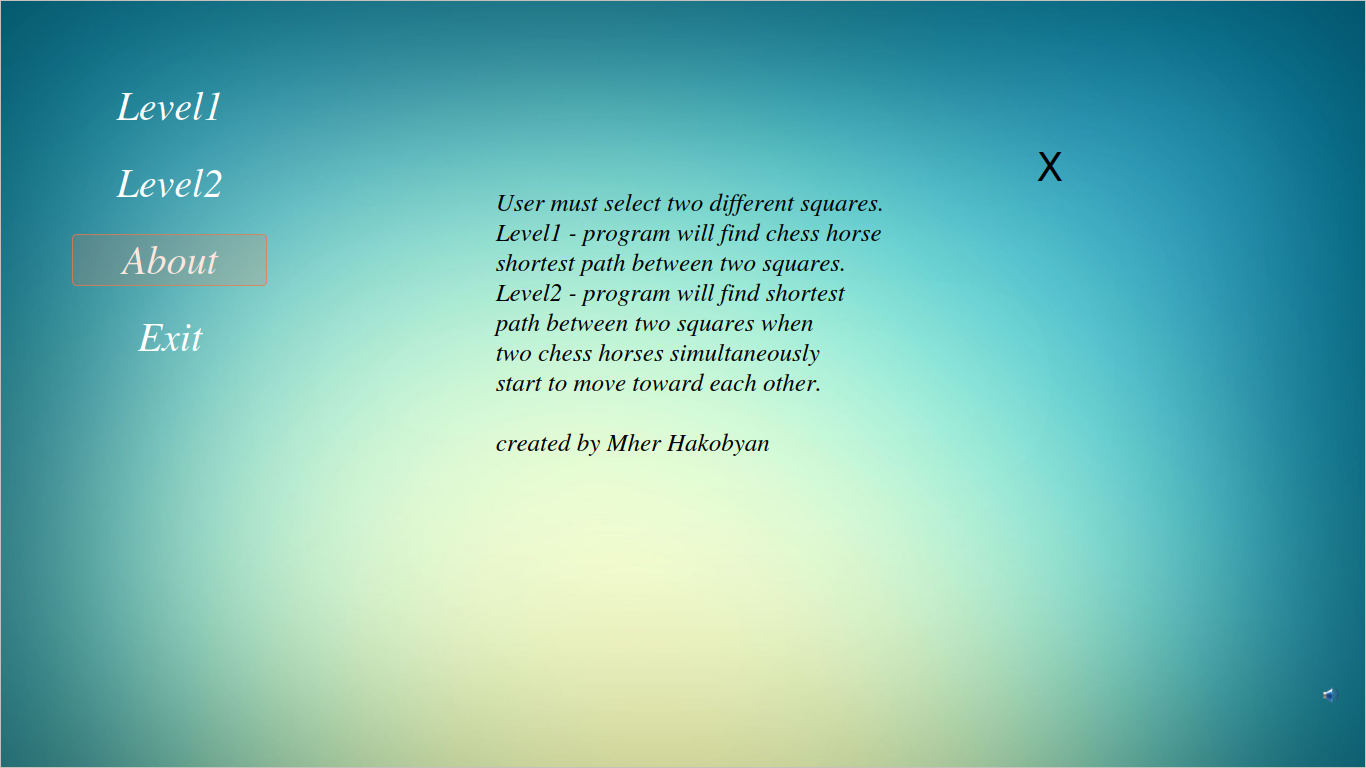 Level1
Level2
About
Exit
X
User must select two different squares.
Level1 - program will find chess horse
shortest path between two squares.
Level2 - program will find shortest
path between two squares when
two chess horses simultaneously
start to move toward each other.
created by Mher Hakobyan